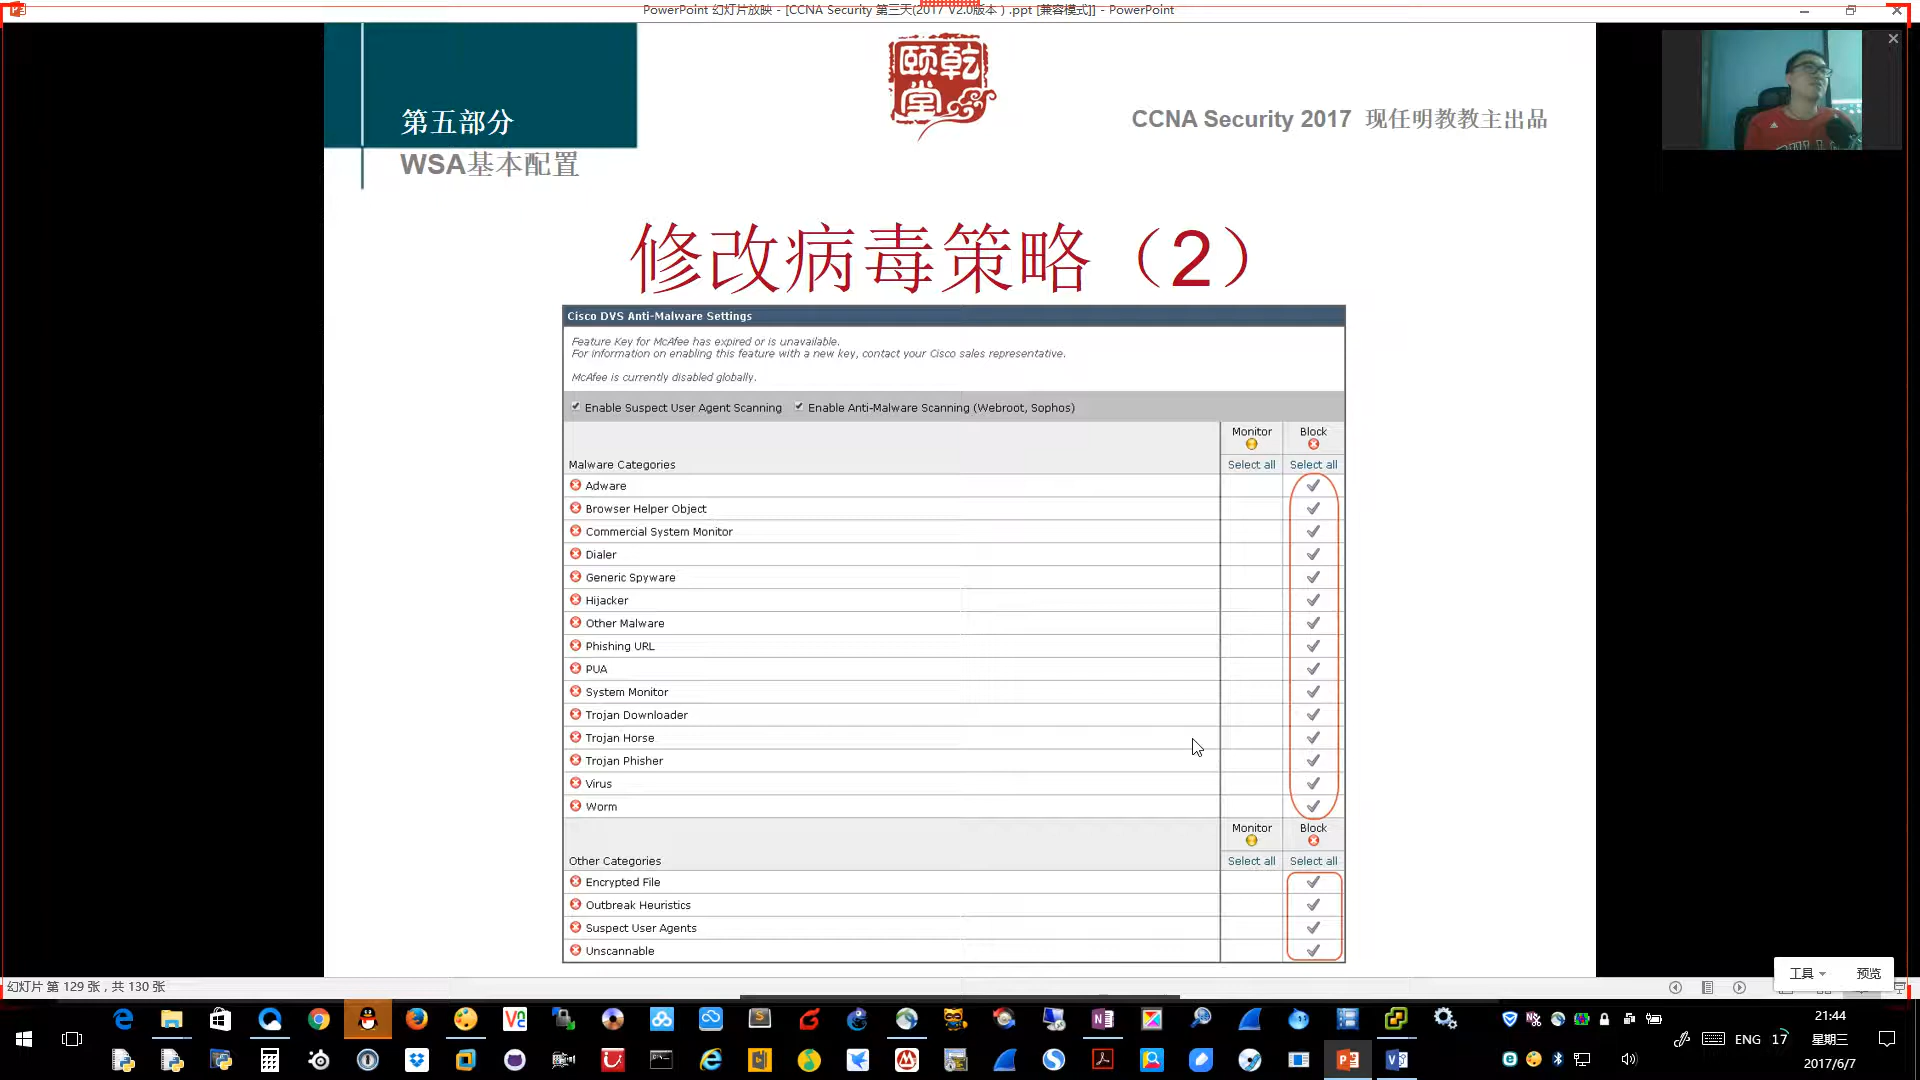 PowerPoint 幻灯片放映 - [CCNA Security 第三天(2017 V2.0版本 ) .ppt [兼容模式]] - PowerPoint
第五部分
WSA基本配置
乾
颐
堂
CCNA Security 2017 现任明教教主出品
修改病毒策略（2）
Cisco DVS Anti-Malware Settings
Feature Key for McAfee has expired or is unavailable.
For information on enabling this feature with a new key, contact your Cisco sales representative.
McAfee is currently disabled globally.
Enable Suspect User Agent Scanning Enable Anti-Malware Scanning (Webroot, Sophos)
Monitor Block
Malware Categories Select all Select all
Adware
Browser Helper Object
Commercial System Monitor
Dialer
Generic Spyware
Hijacker
Other Malware
Phishing URL
PUA
System Monitor
Trojan Downloader
Trojan Horse
Trojan Phisher
Virus
Worm
Monitor Block
Other Categories Select all Select all
Encrypted File
Outbreak Heuristics
Suspect User Agents
Unscannable
工具 预览
幻灯片 第 129 张，共 130 张
ENG 17
21:44
星期三
2017/6/7